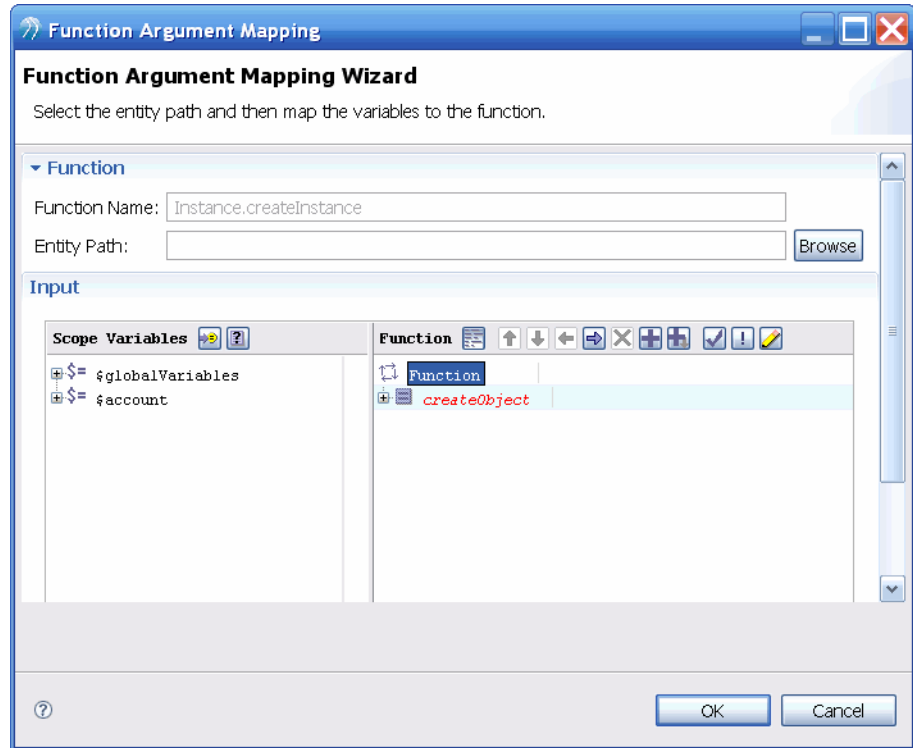 Function Argument Mapping
Function Argument Mapping Wizard
Select the entity path and then map the variables to the function.
Function
Function Name: Instance.createInstance
Entity Path: Browse
Input
Scope Variables Function
$= $globalVariables Function
$= $account createObject
OK Cancel